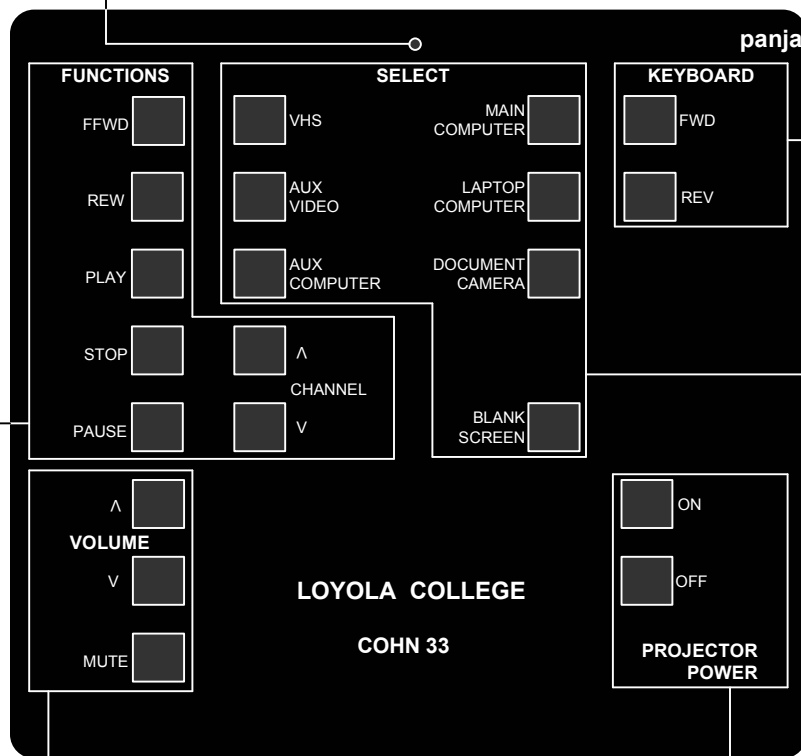 panja
FUNCTIONS
FFWD
REW
PLAY
STOP
PAUSE
Λ
CHANNEL
V
SELECT
VHS
AUX
VIDEO
AUX
COMPUTER
MAIN
COMPUTER
LAPTOP
COMPUTER
DOCUMENT
CAMERA
BLANK
SCREEN
KEYBOARD
FWD
REV
Λ
VOLUME
V
MUTE
LOYOLA COLLEGE
COHN 33
ON
OFF
PROJECTOR
POWER